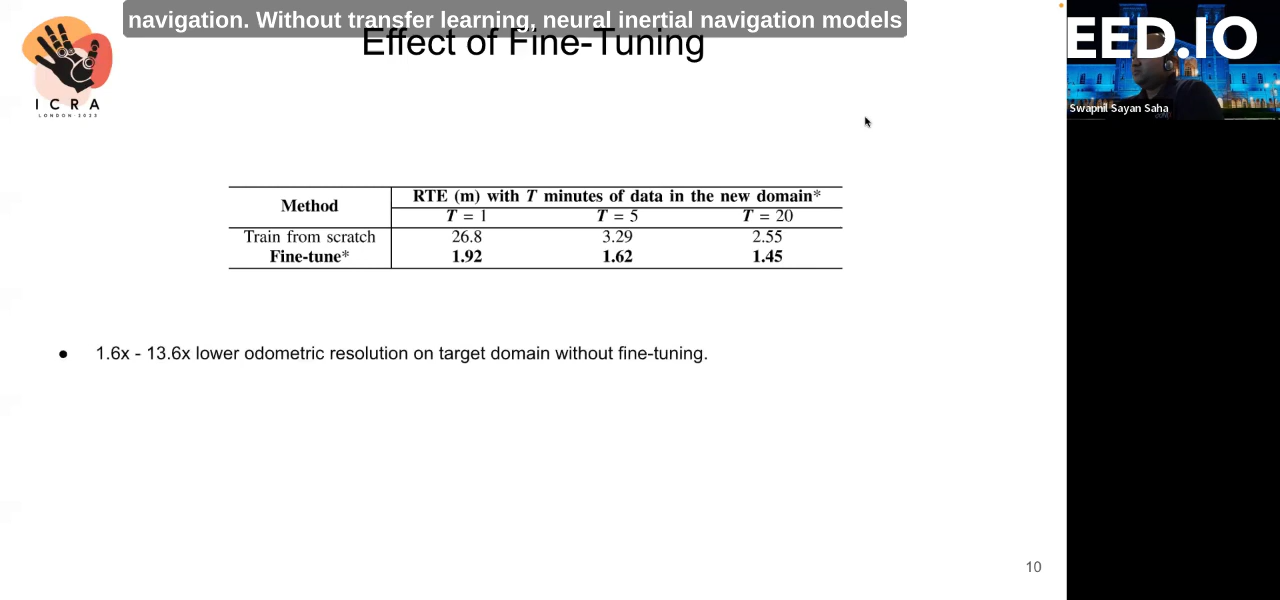 navigation. Without transfer learning, neural inertial navigation models
Effect of Fine-Tuning
I C R A
LONDON·2023
EED.IO
Swapnil Sayan Saha
Method
RTE (m) with T minutes of data in the new domain*
T = 1 T = 5 T = 20
Train from scratch 26.8 3.29 2.55
Fine-tune* 1.92 1.62 1.45
● 1.6x - 13.6x lower odometric resolution on target domain without fine-tuning.
10